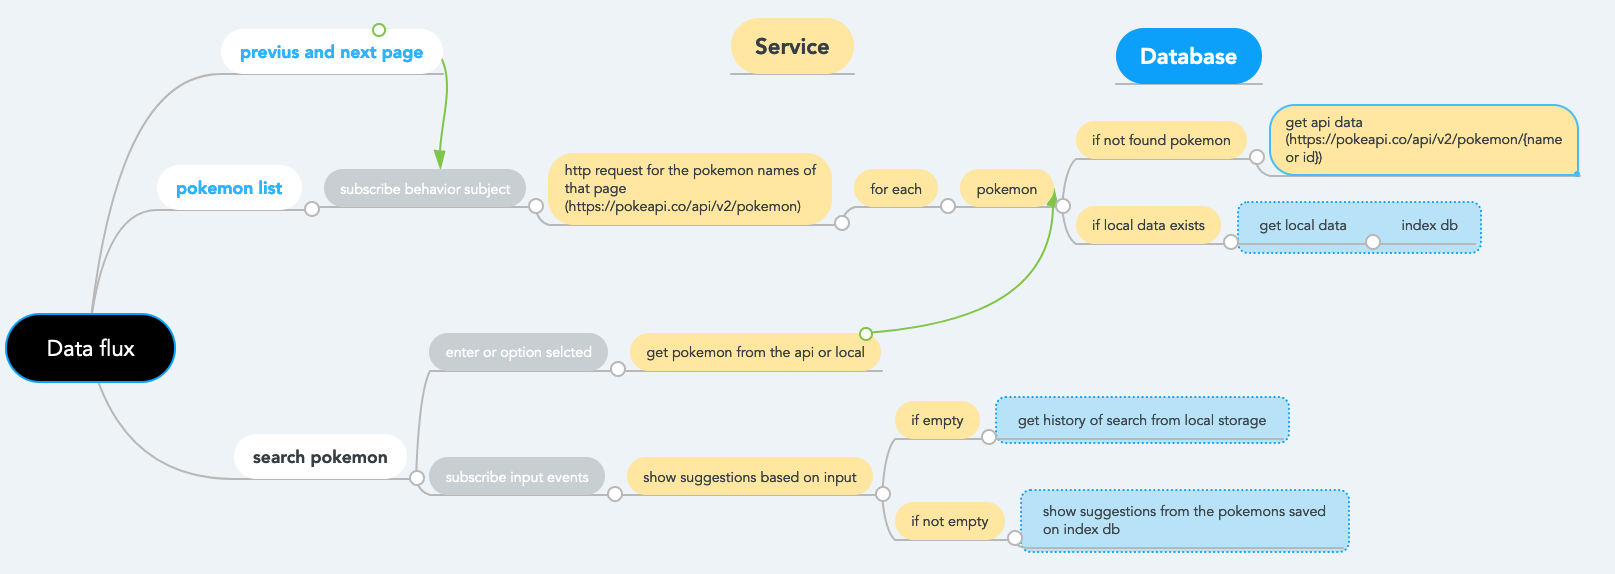 previus and next page
Service
Database
pokemon list
subscribe behavior subject
http request for the pokemon names of
that page
(https://pokeapi.co/api/v2/pokemon)
for each
pokemon
if not found pokemon
get api data
(https://pokeapi.co/api/v2/pokemon/{name
or id})
if local data exists
get local data
index db
Data flux
enter or option selcted
get pokemon from the api or local
search pokemon
subscribe input events
show suggestions based on input
if empty
get history of search from local storage
if not empty
show suggestions from the pokemons saved
on index db